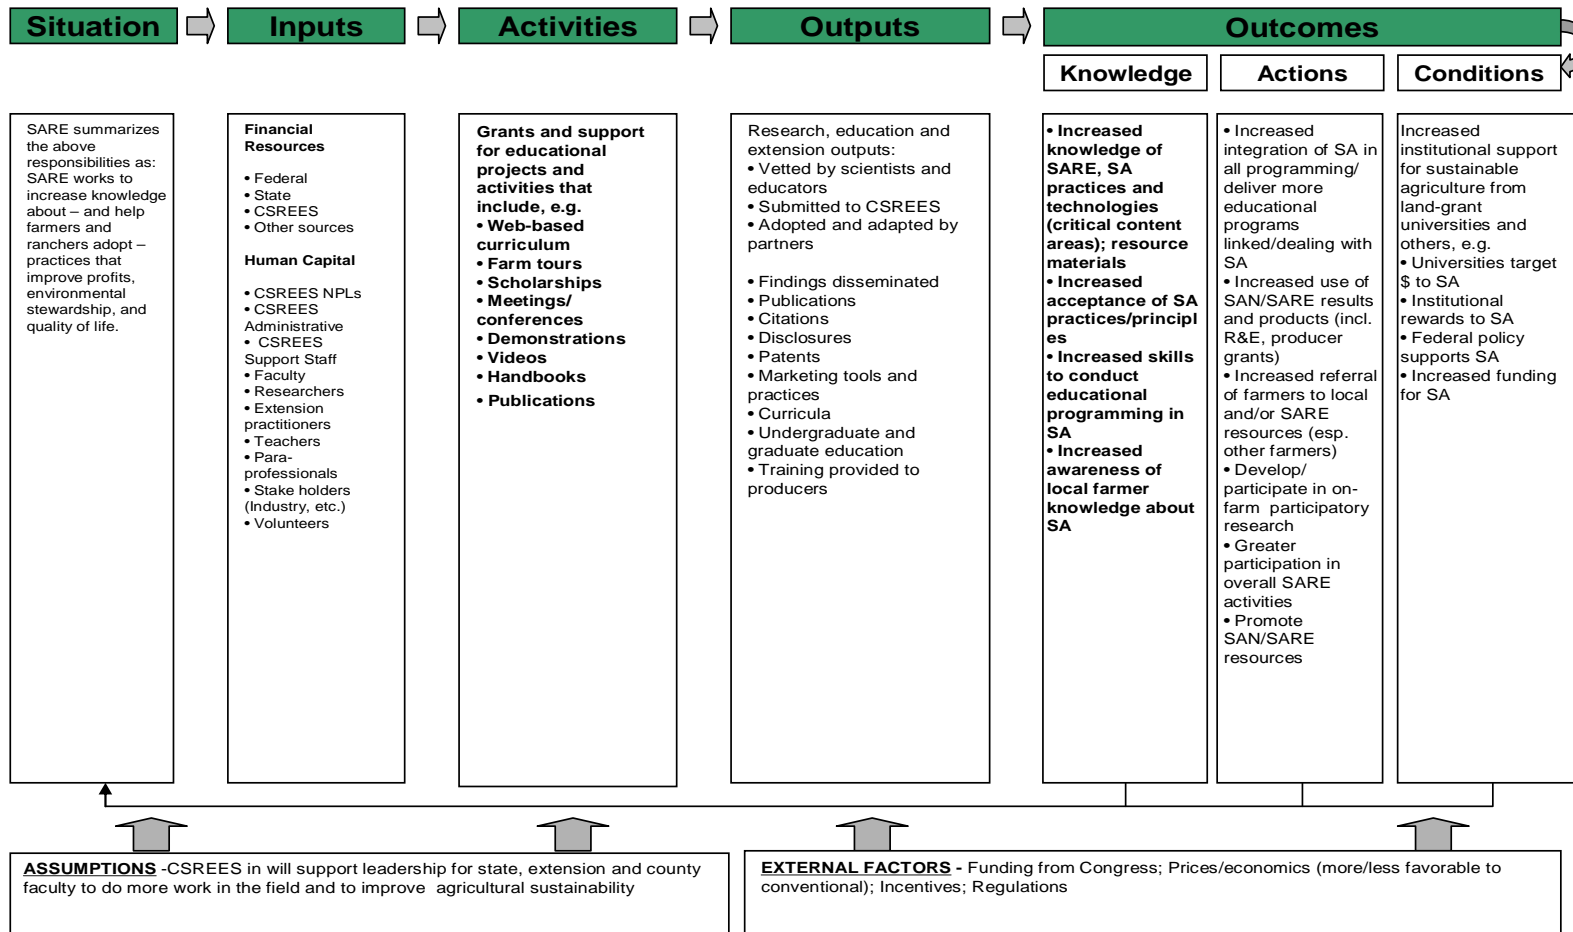 Situation
Inputs
Activities
Outputs
Outcomes
Knowledge
Actions
Conditions
SARE summarizes
the above
responsibilities as:
SARE works to
increase knowledge
about – and help
farmers and
ranchers adopt –
practices that
improve profits,
environmental
stewardship, and
quality of life.
Financial
Resources
• Federal
• State
• CSREES
• Other sources
Human Capital
• CSREES NPLs
• CSREES
Administrative
• CSREES
Support Staff
• Faculty
• Researchers
• Extension
practitioners
• Teachers
• Para-
professionals
• Stake holders
(Industry, etc.)
• Volunteers
Grants and support
for educational
projects and
activities that
include, e.g.
• Web-based
curriculum
• Farm tours
• Scholarships
• Meetings/
conferences
• Demonstrations
• Videos
• Handbooks
• Publications
Research, education and
extension outputs:
• Vetted by scientists and
educators
• Submitted to CSREES
• Adopted and adapted by
partners
• Findings disseminated
• Publications
• Citations
• Disclosures
• Patents
• Marketing tools and
practices
• Curricula
• Undergraduate and
graduate education
• Training provided to
producers
• Increased
knowledge of
SARE, SA
practices and
technologies
(critical content
areas); resource
materials
• Increased
acceptance of SA
practices/principl
es
• Increased skills
to conduct
educational
programming in
SA
• Increased
awareness of
local farmer
knowledge about
SA
• Increased
integration of SA in
all programming/
deliver more
educational
programs
linked/dealing with
SA
• Increased use of
SAN/SARE results
and products (incl.
R&E, producer
grants)
• Increased referral
of farmers to local
and/or SARE
resources (esp.
other farmers)
• Develop/
participate in on-
farm participatory
research
• Greater
participation in
overall SARE
activities
• Promote
SAN/SARE
resources
Increased
institutional support
for sustainable
agriculture from
land-grant
universities and
others, e.g.
• Universities target
$ to SA
• Institutional
rewards to SA
• Federal policy
supports SA
• Increased funding
for SA
ASSUMPTIONS -CSREES in will support leadership for state, extension and county
faculty to do more work in the field and to improve agricultural sustainability
EXTERNAL FACTORS - Funding from Congress; Prices/economics (more/less favorable to
conventional); Incentives; Regulations